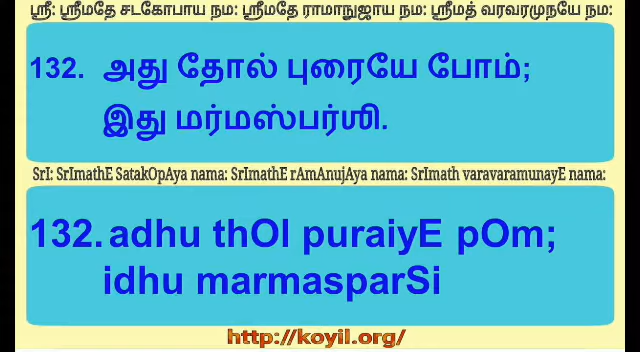 ஸ்ரீ: ஸ்ரீமதே சடகோபாய நம: ஸ்ரீமதே ராமாநுஜாய நம: ஸ்ரீமத் வரவரமுநயே நம:
132. அது தோல் புரையே போம்;
இது மர்மஸ்பர்ஶி.
SrI: SrImathE SatakOpAya nama: SrImathE rAmAnujAya nama: SrImath varavaramunayE nama:
132. adhu thOl puraiyE pOm;
idhu marmasparSi
http://koyil.org/